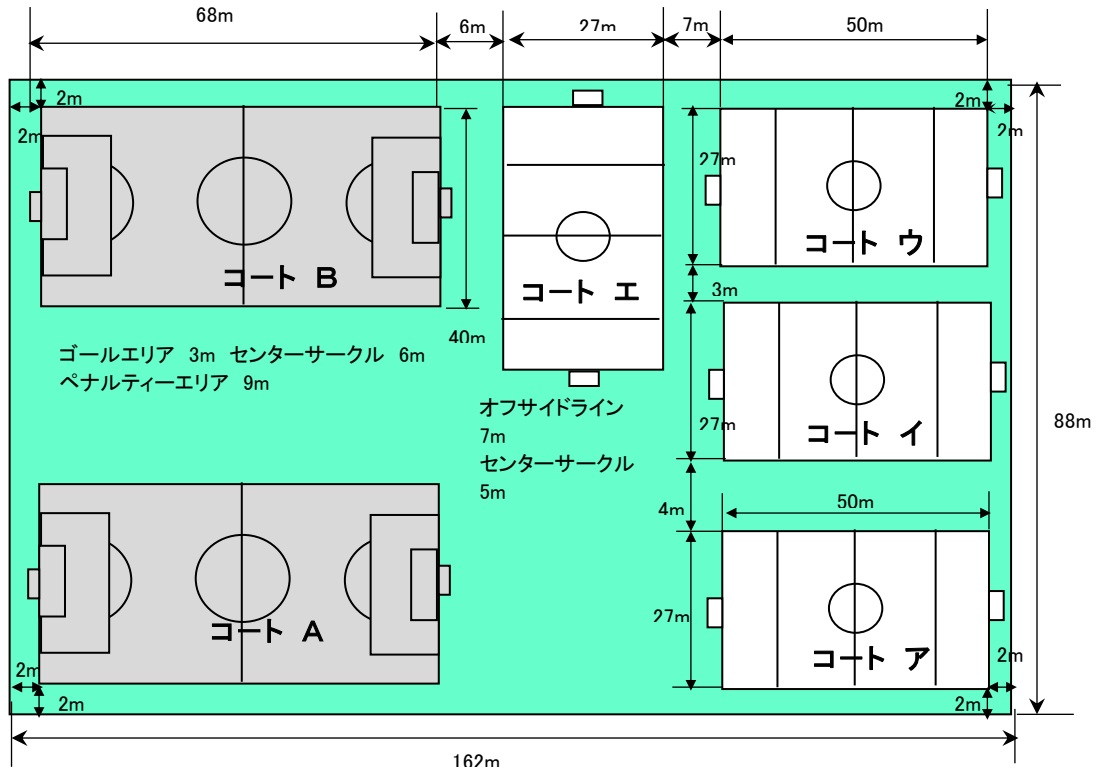 68m
6m
27m
7m
50m
2m
2m
2m
2m
コート B
コート エ
コート ウ
27m
3m
40m
ゴールエリア 3m センターサークル 6m
ペナルティーエリア 9m
オフサイドライン
7m
センターサークル
5m
コート イ
27m
88m
4m
50m
27m
コート A
コート ア
2m
2m
2m
2m
162m